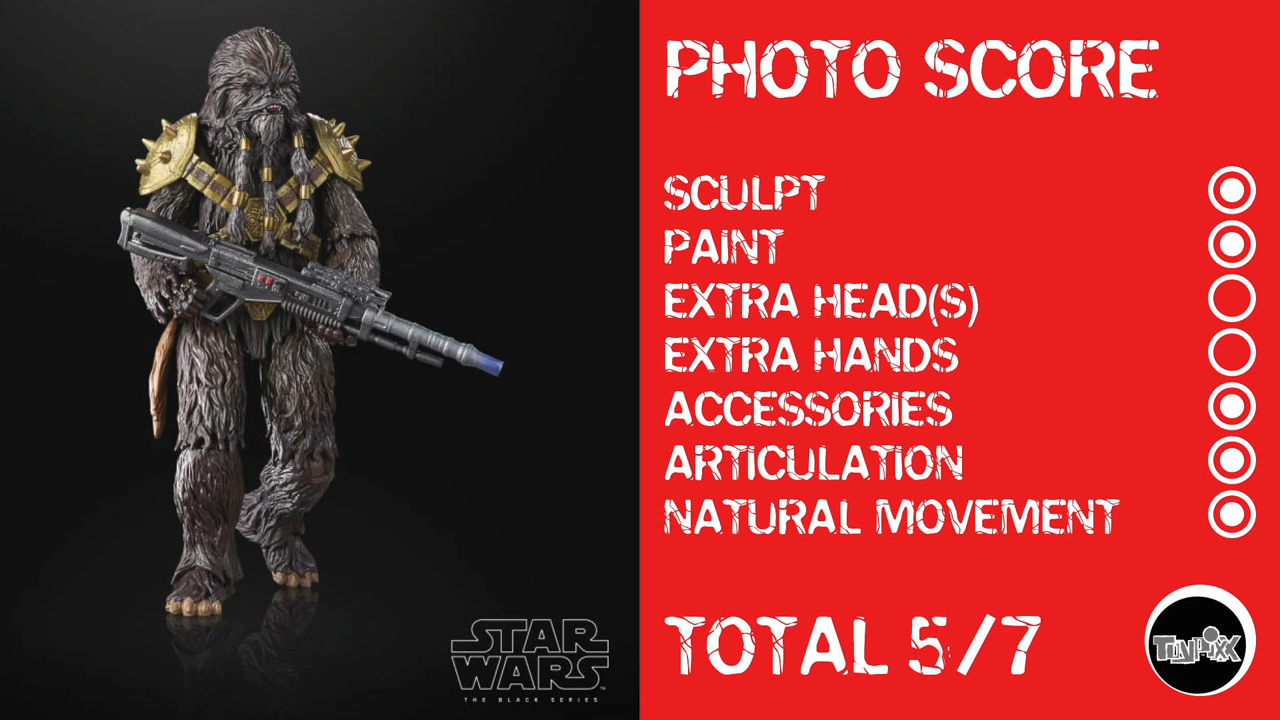 PHOTO SCORE
SCULPT
PAINT
EXTRA HEAD(S)
EXTRA HANDS
ACCESSORIES
ARTICULATION
NATURAL MOVEMENT
TOTAL 5/7
STAR
WARS
THE BLACK SERIES